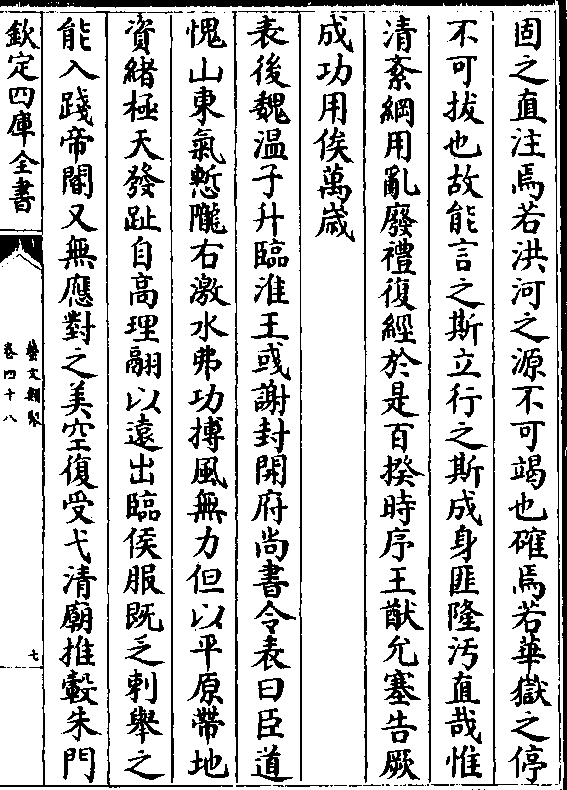 固之直注焉若洪河之源不可竭也確焉若華嶽之停
不可拔也故能言之斯立行之斯成身匪隆汚直哉惟
清紊綱用亂廢禮復經於是百揆時序王猷允塞告厥
成功用俟萬歲
表後魏温子升臨淮王彧謝封開府尚書令表曰臣道
愧山東氣慙隴右激水弗功搏風無力但以平原帶地
資緒極天發趾自高理翮以遠出臨侯服既乏刺舉之
能入踐帝閽又無應對之美空復受弋清廟推轂朱門
欽定四庫全書
藝文類聚
卷四十八
七